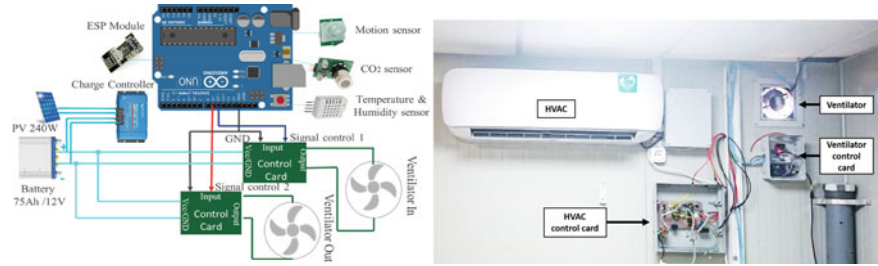 ESP Module
Charge Controller
PV 240W
Battery
75Ah /12V
UNO
ARDUINO
Motion sensor
CO2 sensor
Temperature &
Humidity sensor
GND
Signal control 1
Input
Vcc GND
Control
Card
Output
Signal control 2
Input
Vcc GND
Control
Card
Output
Ventilator In
Ventilator Out
HVAC
Ventilator
Ventilator
control
card
HVAC
control card